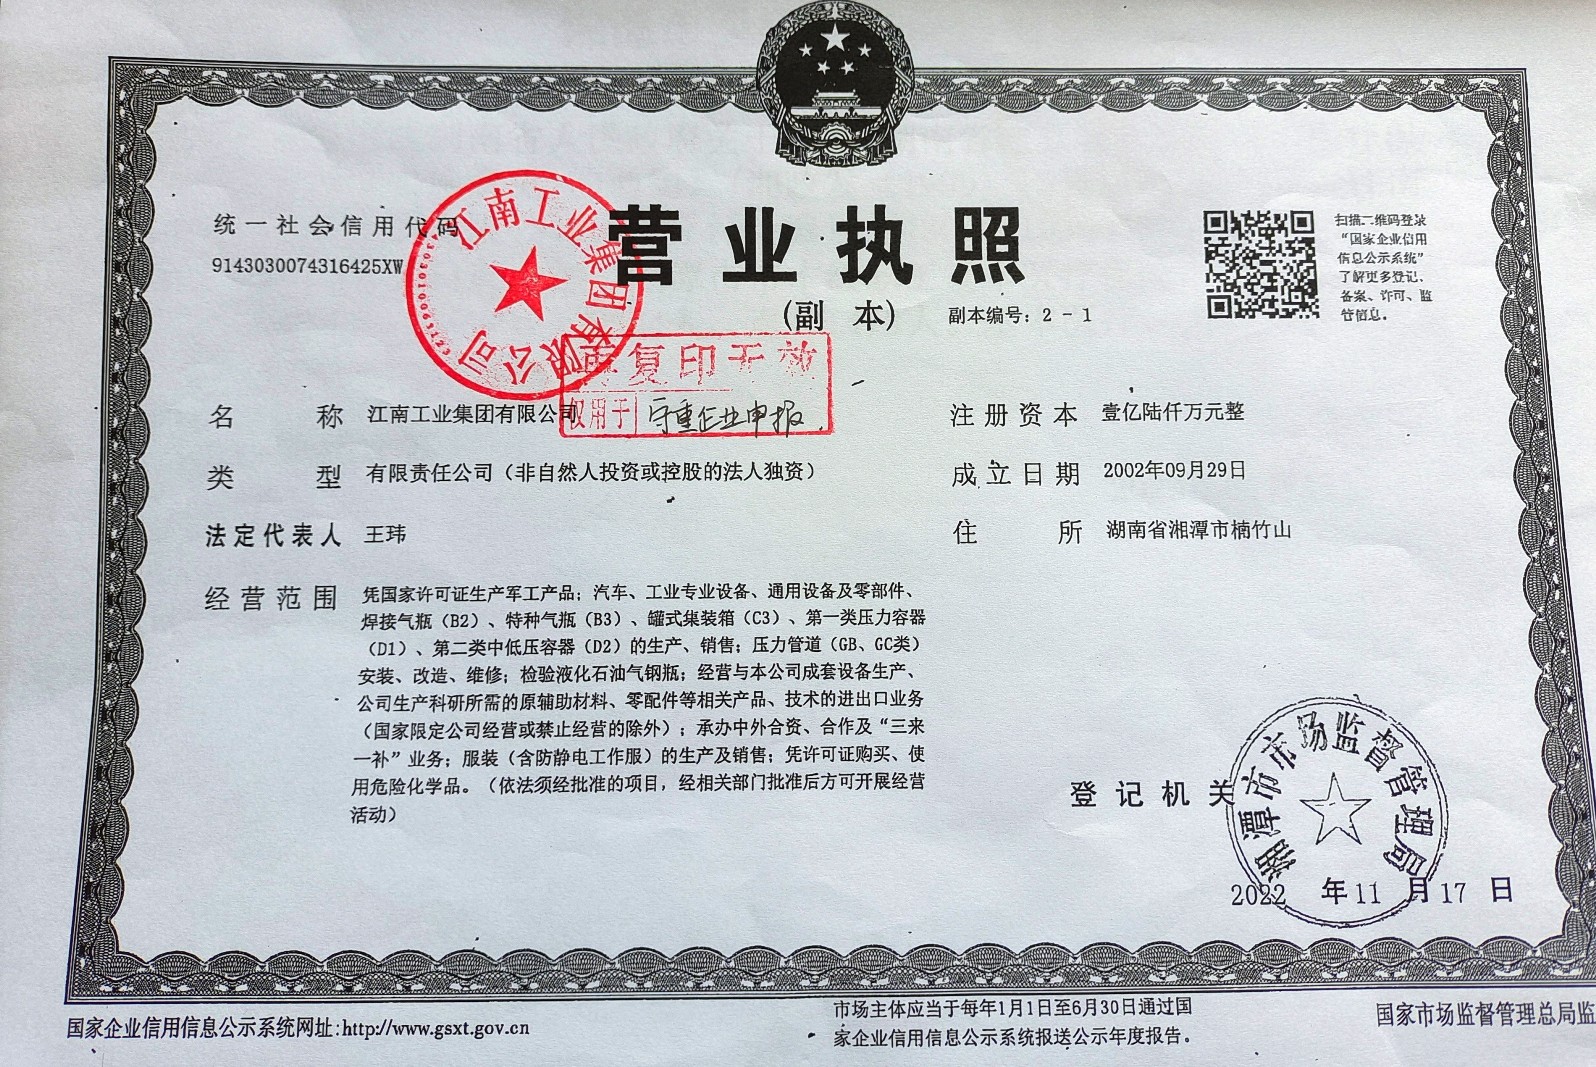 统一社会信用代码
9143030074316425XW
营业执照
(副 本)
副本编号：2 - 1
扫描二维码登录
“国家企业信用
信息公示系统”
了解更多登记、
备案、许可、监
管信息。
江南工业集团有限公司
再复印无效
仅用于 守重企业申报
名 称 江南工业集团有限公司
类 型 有限责任公司（非自然人投资或控股的法人独资）
法定代表人 王玮
经营范围 凭国家许可证生产军工产品；汽车、工业专业设备、通用设备及零部件、
焊接气瓶（B2）、特种气瓶（B3）、罐式集装箱（C3）、第一类压力容器
（D1）、第二类中低压容器（D2）的生产、销售；压力管道（GB、GC类）
安装、改造、维修；检验液化石油气钢瓶；经营与本公司成套设备生产、
公司生产科研所需的原辅助材料、零配件等相关产品、技术的进出口业务
（国家限定公司经营或禁止经营的除外）；承办中外合资、合作及“三来
一补”业务；服装（含防静电工作服）的生产及销售；凭许可证购买、使
用危险化学品。（依法须经批准的项目，经相关部门批准后方可开展经营
活动）
注册资本 壹亿陆仟万元整
成立日期 2002年09月29日
住 所 湖南省湘潭市楠竹山
登记机关
湘潭市市场监督管理局
2022 年 11 月 17 日
国家企业信用信息公示系统网址:http://www.gsxt.gov.cn
市场主体应当于每年1月1日至6月30日通过国
家企业信用信息公示系统报送公示年度报告。
国家市场监督管理总局监